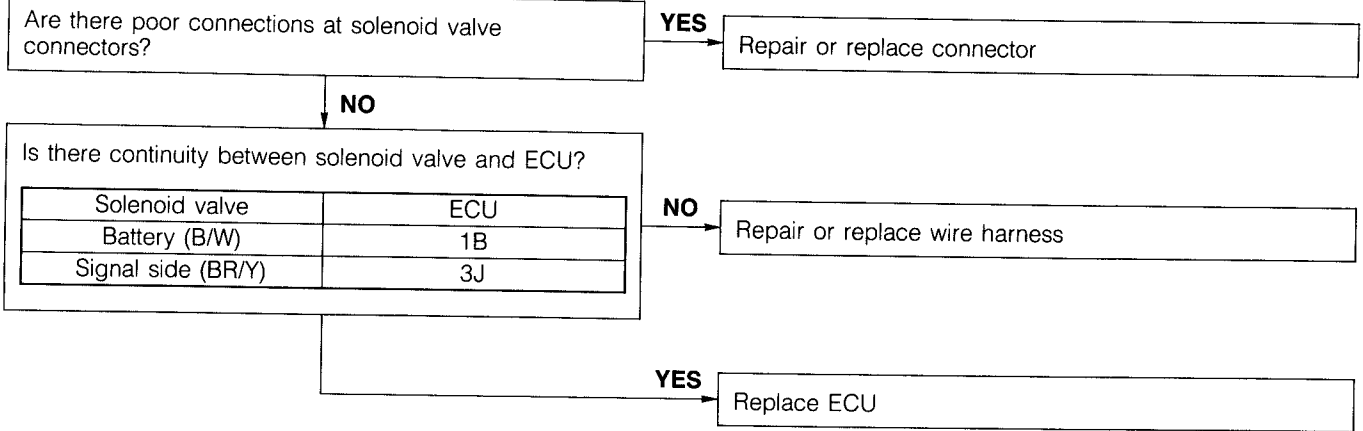 Are there poor connections at solenoid valve
connectors?
YES
Repair or replace connector
NO
Is there continuity between solenoid valve and ECU?
Solenoid valve ECU
Battery (B/W) 1B
Signal side (BR/Y) 3J
NO
Repair or replace wire harness
YES
Replace ECU